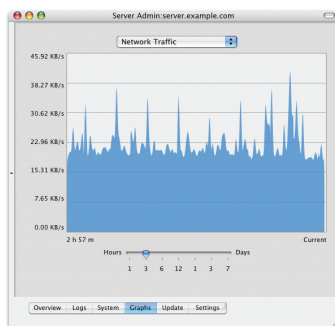 Server Admin:server.example.com
Network Traffic
45.92 KB/s
38.27 KB/s
30.62 KB/s
22.96 KB/s
15.31 KB/s
7.65 KB/s
0.00 KB/s
2 h 57 m Current
Hours Days
1 3 6 12 1 3 7
Overview Logs System Graphs Update Settings